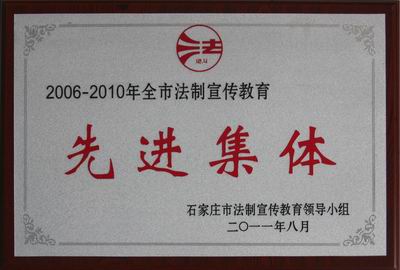 2006-2010年全市法制宣传教育
先进集体
石家庄市法制宣传教育领导小组
二〇一一年八月